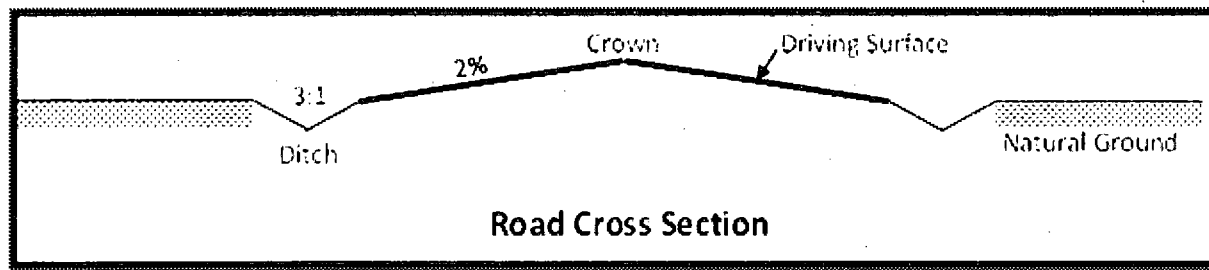 Crown
Driving Surface
2%
3:1
Ditch
Natural Ground
Road Cross Section